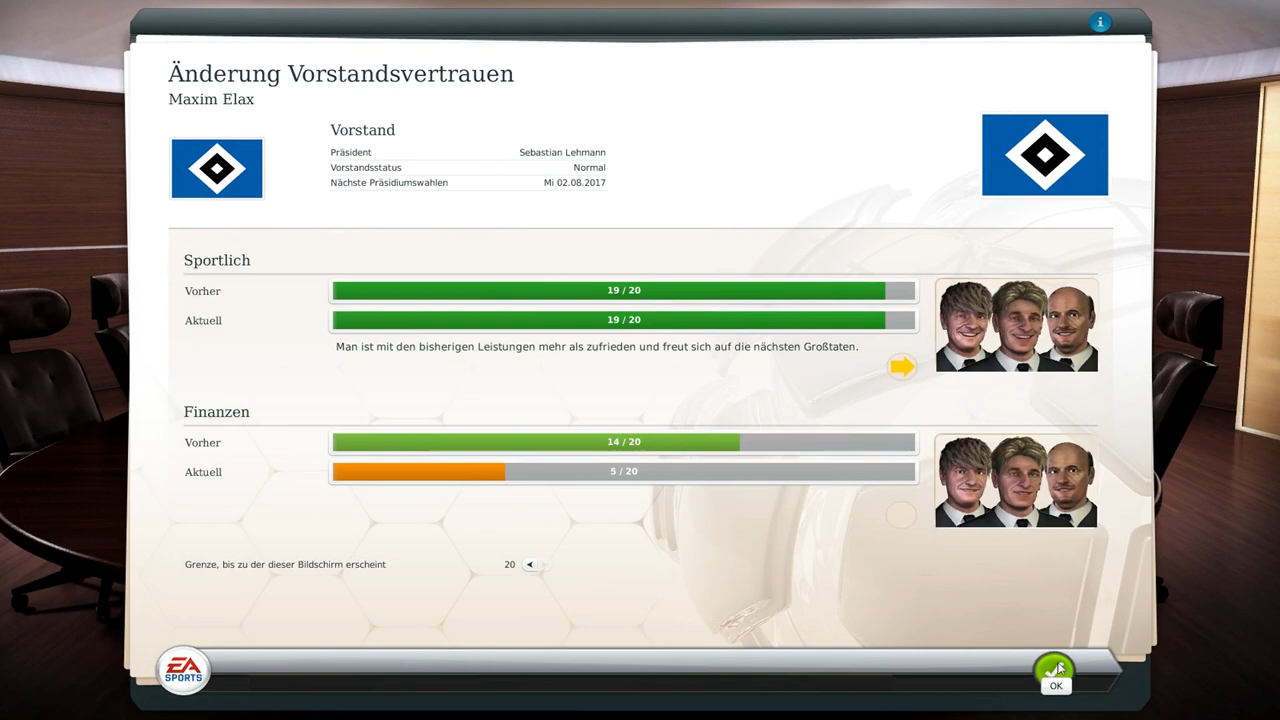 i
Änderung Vorstandsvertrauen
Maxim Elax
Vorstand
Präsident Sebastian Lehmann
Vorstandsstatus Normal
Nächste Präsidiumswahlen Mi 02.08.2017
Sportlich
Vorher 19 / 20
Aktuell 19 / 20
Man ist mit den bisherigen Leistungen mehr als zufrieden und freut sich auf die nächsten Großtaten.
Finanzen
Vorher 14 / 20
Aktuell 5 / 20
Grenze, bis zu der dieser Bildschirm erscheint 20
EA
SPORTS
OK